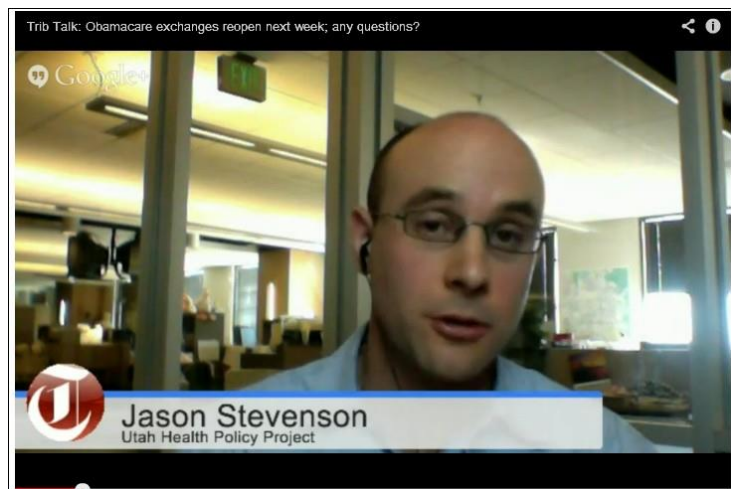 Trib Talk: Obamacare exchanges reopen next week; any questions?
Google+
EXIT
Jason Stevenson
Utah Health Policy Project